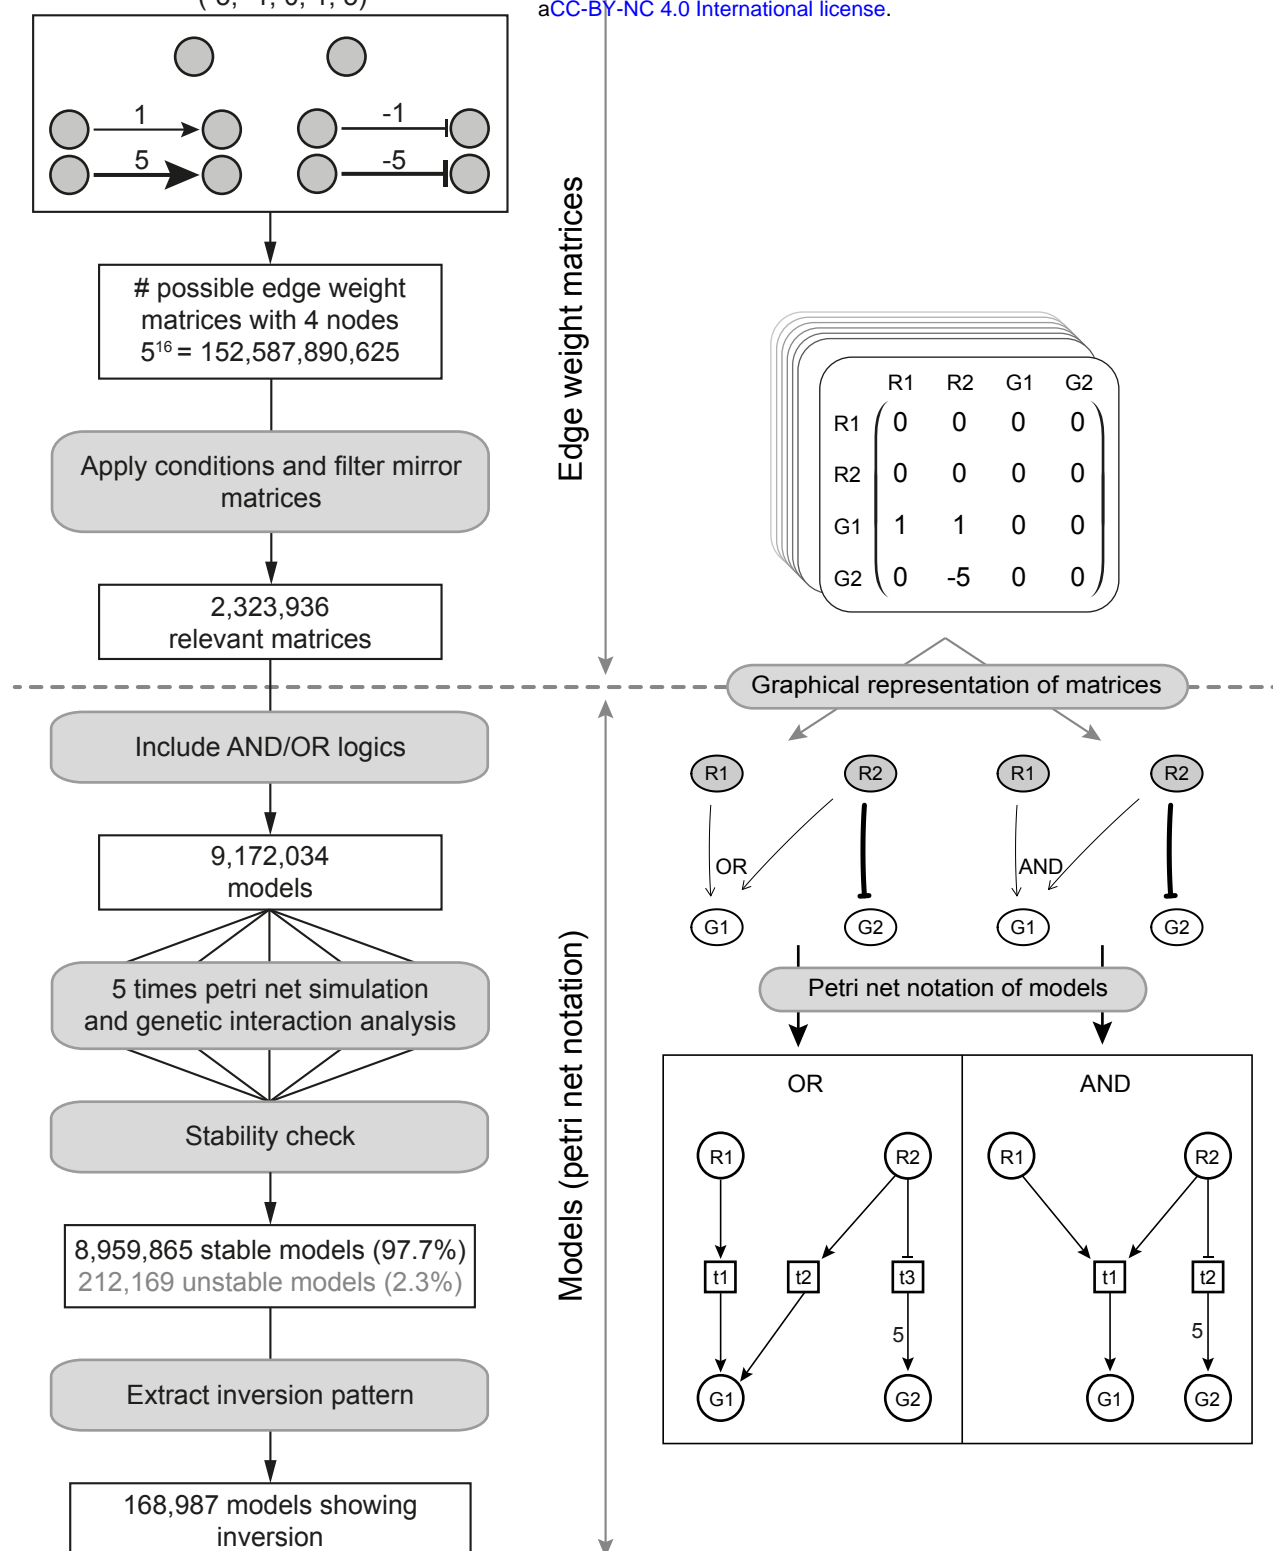 aCC-BY-NC 4.0 International license.
1
-1
5
-5
# possible edge weight
matrices with 4 nodes
5¹⁶ = 152,587,890,625
Apply conditions and filter mirror
matrices
2,323,936
relevant matrices
Include AND/OR logics
9,172,034
models
5 times petri net simulation
and genetic interaction analysis
Stability check
8,959,865 stable models (97.7%)
212,169 unstable models (2.3%)
Extract inversion pattern
168,987 models showing
inversion
Edge weight matrices
Models (petri net notation)
R1 R2 G1 G2
R1 0 0 0 0
R2 0 0 0 0
G1 1 1 0 0
G2 0 -5 0 0
Graphical representation of matrices
R1 R2 R1 R2
OR AND
G1 G2 G1 G2
Petri net notation of models
OR AND
R1 R2 R1 R2
t1 t2 t3 t1 t2
5 5
G1 G2 G1 G2